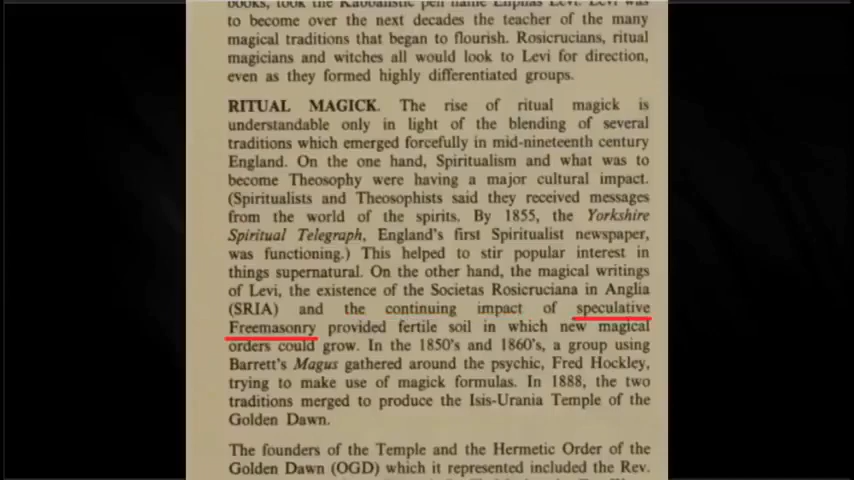 books, took the Kabbalistic pen name Eliphas Levi. Levi was
to become over the next decades the teacher of the many
magical traditions that began to flourish. Rosicrucians, ritual
magicians and witches all would look to Levi for direction,
even as they formed highly differentiated groups.
RITUAL MAGICK. The rise of ritual magick is
understandable only in light of the blending of several
traditions which emerged forcefully in mid-nineteenth century
England. On the one hand, Spiritualism and what was to
become Theosophy were having a major cultural impact.
(Spiritualists and Theosophists said they received messages
from the world of the spirits. By 1855, the Yorkshire
Spiritual Telegraph, England's first Spiritualist newspaper,
was functioning.) This helped to stir popular interest in
things supernatural. On the other hand, the magical writings
of Levi, the existence of the Societas Rosicruciana in Anglia
(SRIA) and the continuing impact of speculative
Freemasonry provided fertile soil in which new magical
orders could grow. In the 1850's and 1860's, a group using
Barrett's Magus gathered around the psychic, Fred Hockley,
trying to make use of magick formulas. In 1888, the two
traditions merged to produce the Isis-Urania Temple of the
Golden Dawn.
The founders of the Temple and the Hermetic Order of the
Golden Dawn (OGD) which it represented included the Rev.